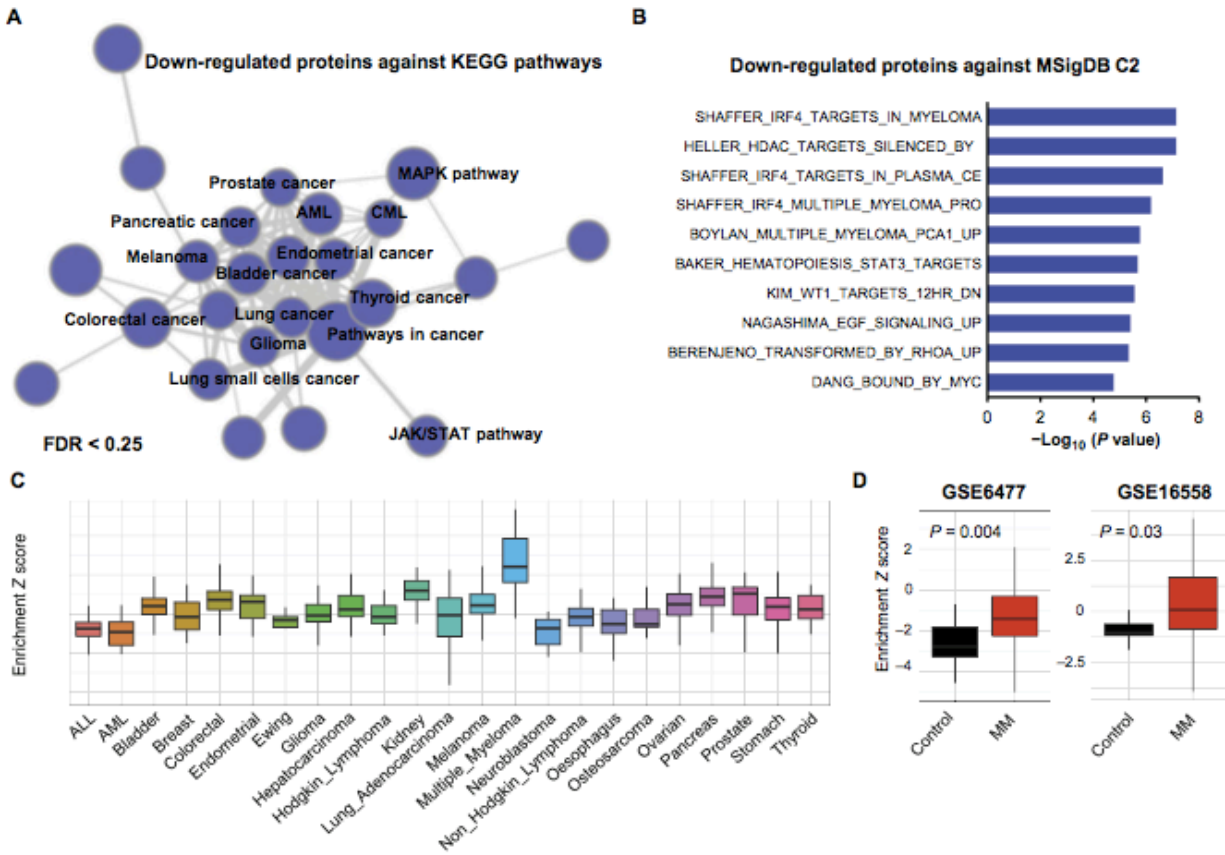 A
Down-regulated proteins against KEGG pathways
Prostate cancer
MAPK pathway
Pancreatic cancer
AML
CML
Melanoma
Endometrial cancer
Bladder cancer
Thyroid cancer
Colorectal cancer
Lung cancer
Pathways in cancer
Glioma
Lung small cells cancer
JAK/STAT pathway
FDR < 0.25
B
Down-regulated proteins against MSigDB C2
SHAFFER_IRF4_TARGETS_IN_MYELOMA
HELLER_HDAC_TARGETS_SILENCED_BY
SHAFFER_IRF4_TARGETS_IN_PLASMA_CE
SHAFFER_IRF4_MULTIPLE_MYELOMA_PRO
BOYLAN_MULTIPLE_MYELOMA_PCA1_UP
BAKER_HEMATOPOIESIS_STAT3_TARGETS
KIM_WT1_TARGETS_12HR_DN
NAGASHIMA_EGF_SIGNALING_UP
BERENJENO_TRANSFORMED_BY_RHOA_UP
DANG_BOUND_BY_MYC
0 2 4 6 8
−Log10 (P value)
C
Enrichment Z score
ALL
AML
Bladder
Breast
Colorectal
Endometrial
Ewing
Glioma
Hepatocarcinoma
Hodgkin_Lymphoma
Kidney
Lung_Adenocarcinoma
Melanoma
Multiple_Myeloma
Neuroblastoma
Non_Hodgkin_Lymphoma
Oesophagus
Osteosarcoma
Ovarian
Pancreas
Prostate
Stomach
Thyroid
D
GSE6477
P = 0.004
Enrichment Z score
2
0
−2
−4
Control
MM
GSE16558
P = 0.03
2.5
0
−2.5
Control
MM